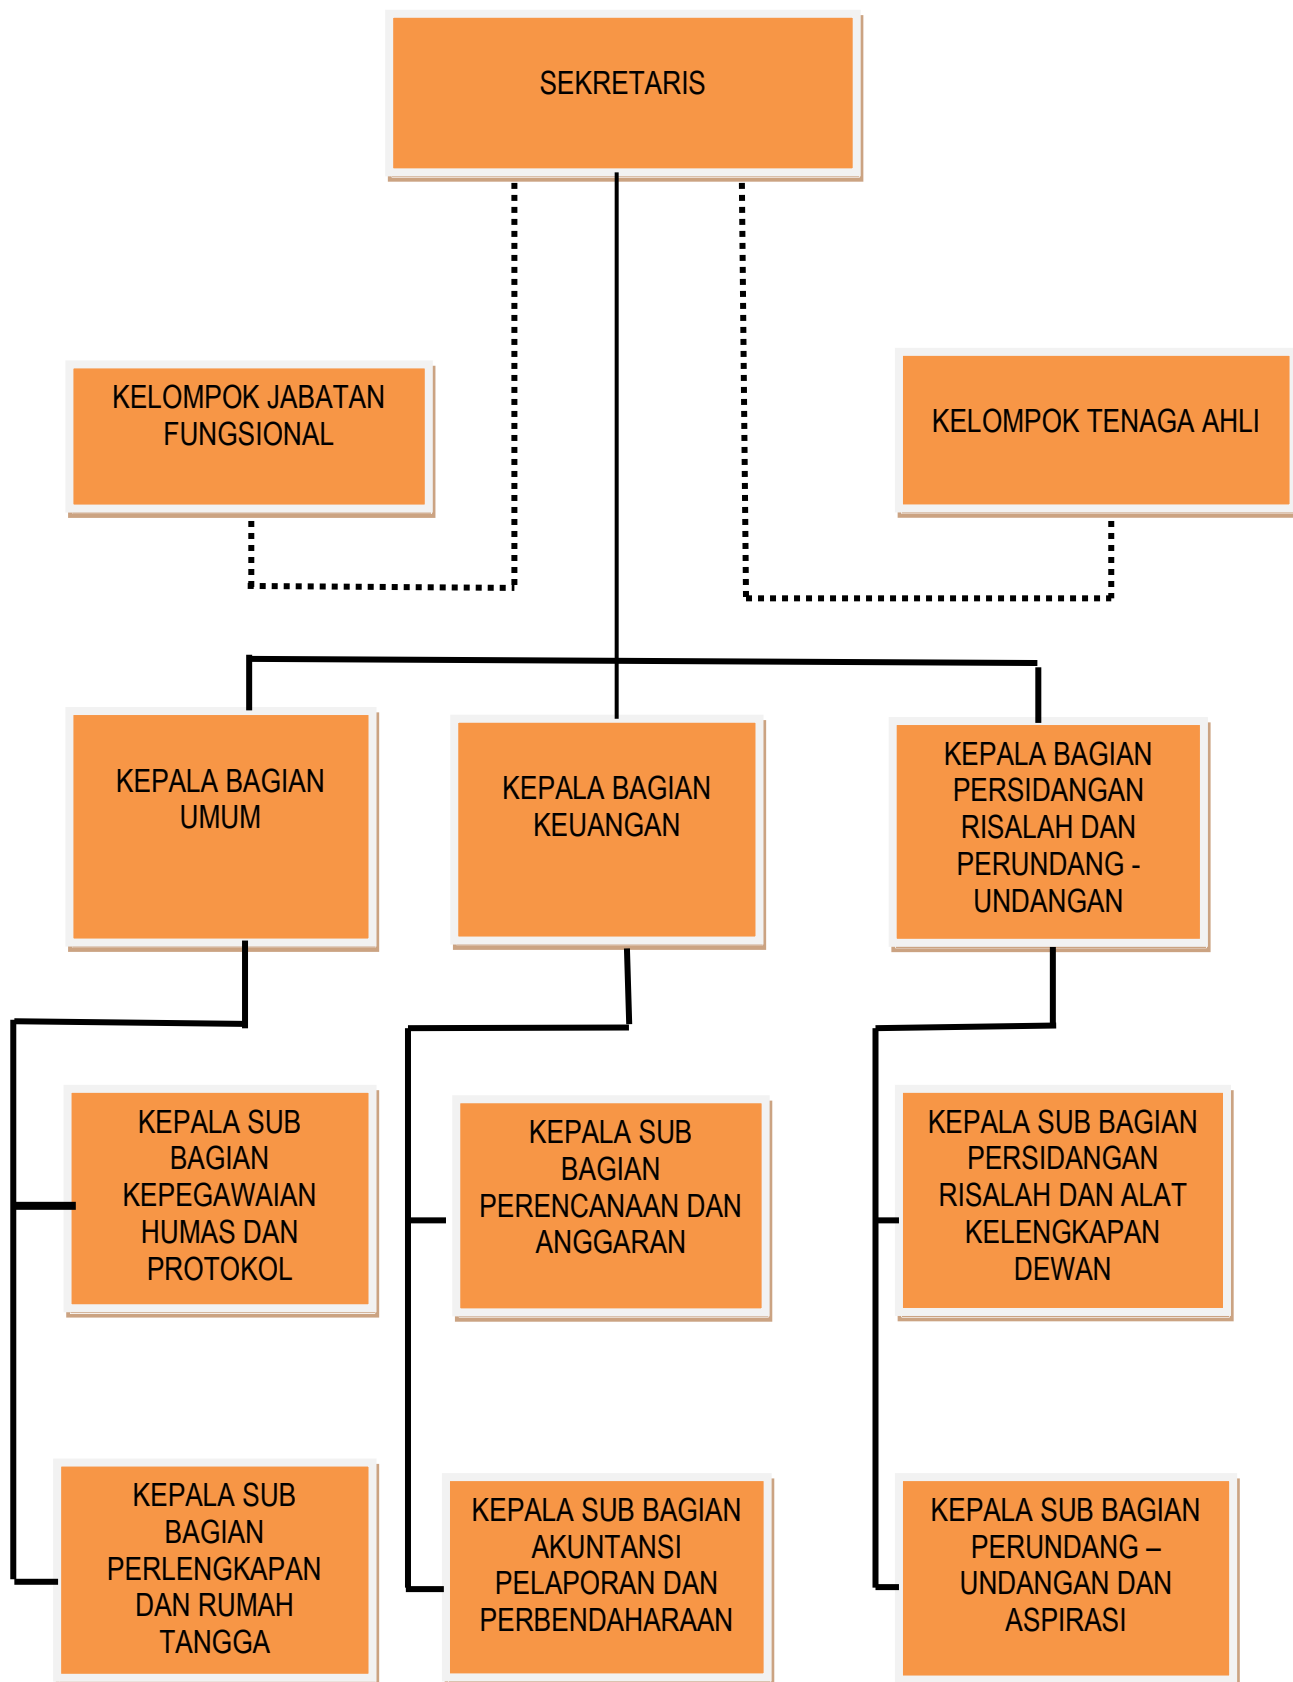 SEKRETARIS
KELOMPOK JABATAN
FUNGSIONAL
KELOMPOK TENAGA AHLI
KEPALA BAGIAN
UMUM
KEPALA BAGIAN
KEUANGAN
KEPALA BAGIAN
PERSIDANGAN
RISALAH DAN
PERUNDANG -
UNDANGAN
KEPALA SUB
BAGIAN
KEPEGAWAIAN
HUMAS DAN
PROTOKOL
KEPALA SUB
BAGIAN
PERENCANAAN DAN
ANGGARAN
KEPALA SUB BAGIAN
PERSIDANGAN
RISALAH DAN ALAT
KELENGKAPAN
DEWAN
KEPALA SUB
BAGIAN
PERLENGKAPAN
DAN RUMAH
TANGGA
KEPALA SUB BAGIAN
AKUNTANSI
PELAPORAN DAN
PERBENDAHARAAN
KEPALA SUB BAGIAN
PERUNDANG –
UNDANGAN DAN
ASPIRASI